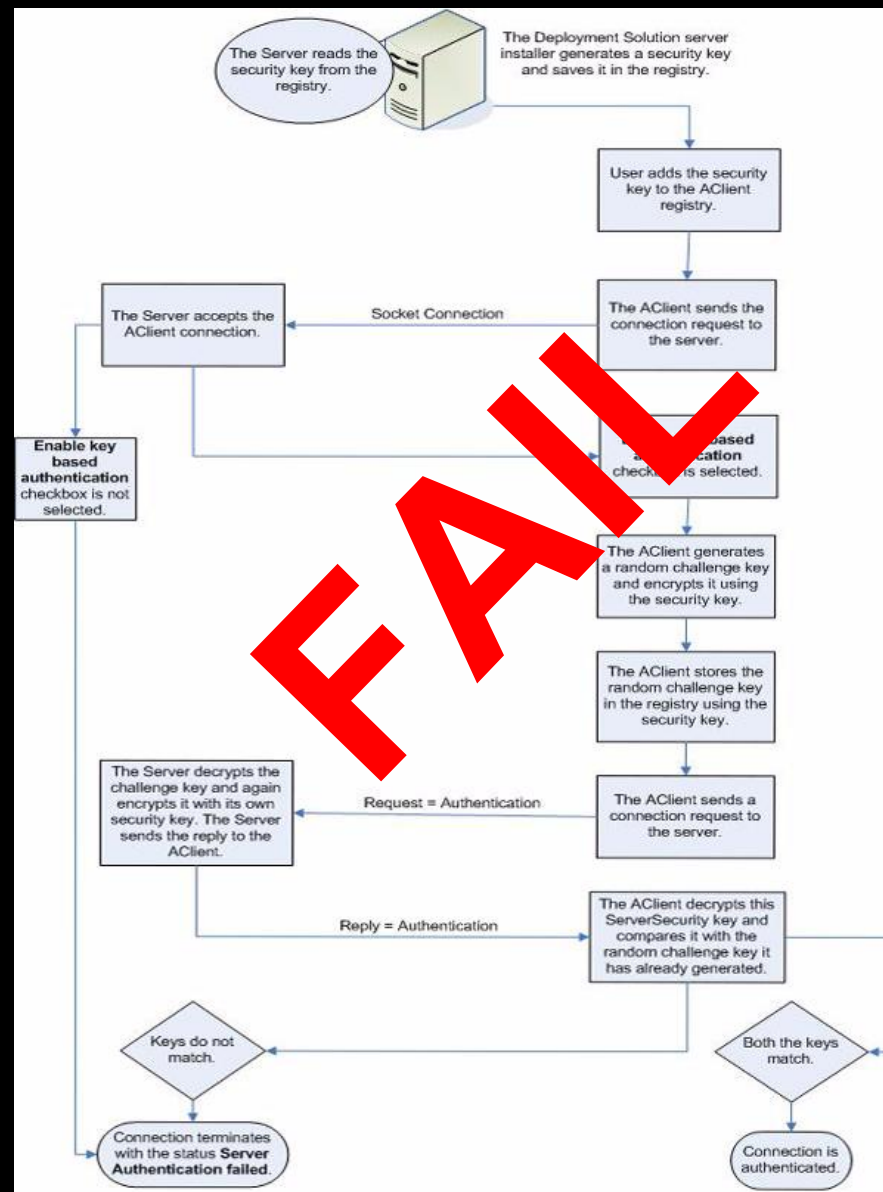 The Server reads the
security key from the
registry.
The Deployment Solution server
installer generates a security key
and saves it in the registry.
User adds the security
key to the AClient
registry.
The Server accepts the
AClient connection.
Socket Connection
The AClient sends the
connection request to
the server.
Enable key
based
authentication
checkbox is not
selected.
based
is selected.
FAIL
The AClient generates
a random challenge key
and encrypts it using
the security key.
The AClient stores the
random challenge key
in the registry using the
security key.
The Server decrypts the
challenge key and again
encrypts it with its own
security key. The Server
sends the reply to the
AClient.
Request = Authentication
The AClient sends a
connection request to
the server.
Reply = Authentication
The AClient decrypts this
ServerSecurity key and
compares it with the
random challenge key it
has already generated.
Keys do not
match.
Both the keys
match.
Connection terminates
with the status Server
Authentication failed.
Connection is
authenticated.